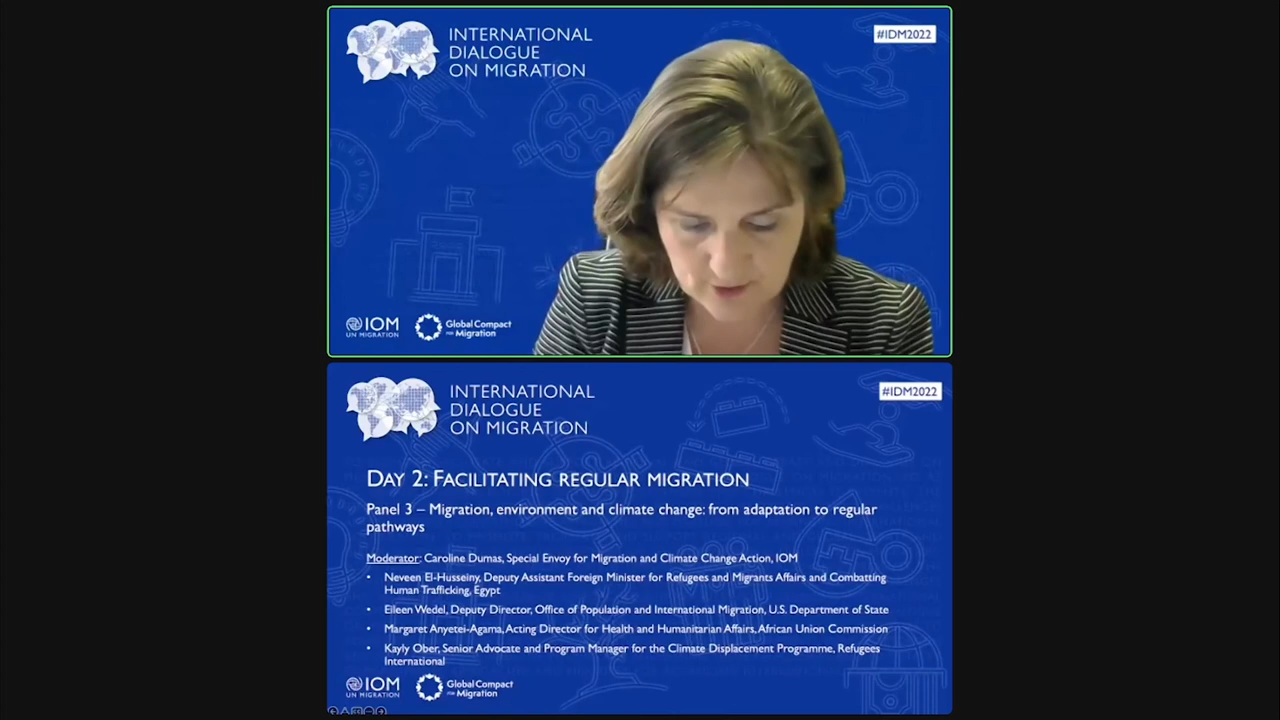 INTERNATIONAL
DIALOGUE
ON MIGRATION
#IDM2022
IOM
UN MIGRATION
Global Compact
FOR Migration
INTERNATIONAL
DIALOGUE
ON MIGRATION
#IDM2022
DAY 2: FACILITATING REGULAR MIGRATION
Panel 3 – Migration, environment and climate change: from adaptation to regular
pathways
Moderator: Caroline Dumas, Special Envoy for Migration and Climate Change Action, IOM
• Neveen El-Husseiny, Deputy Assistant Foreign Minister for Refugees and Migrants Affairs and Combatting
Human Trafficking, Egypt
• Eileen Wedel, Deputy Director, Office of Population and International Migration, U.S. Department of State
• Margaret Anyetei-Agama, Acting Director for Health and Humanitarian Affairs, African Union Commission
• Kayly Ober, Senior Advocate and Program Manager for the Climate Displacement Programme, Refugees
International
IOM
UN MIGRATION
Global Compact
FOR Migration